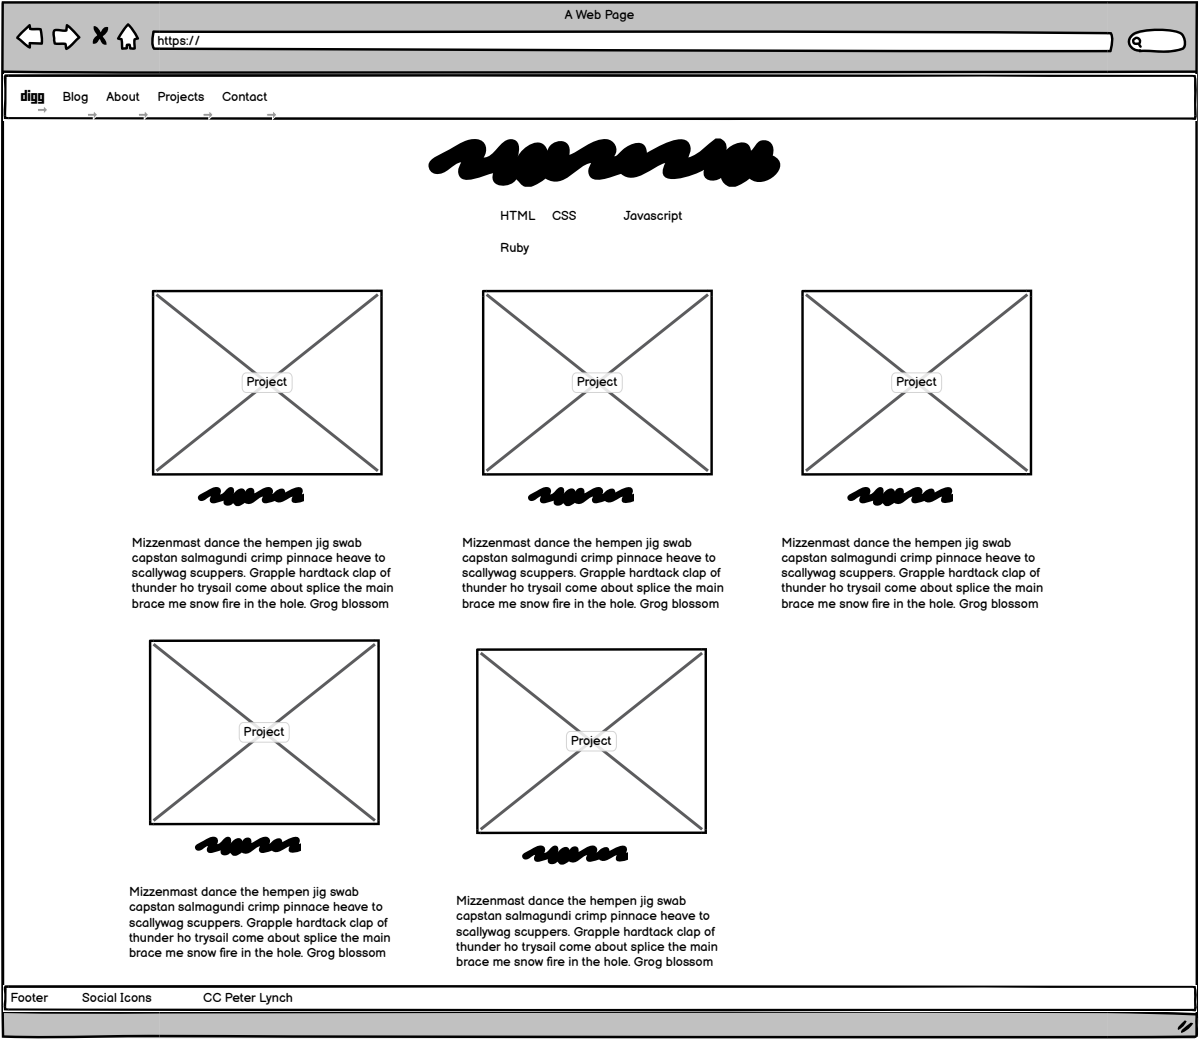 A Web Page
https://
digg Blog About Projects Contact
HTML CSS Javascript
Ruby
Project Project Project
Mizzenmast dance the hempen jig swab
capstan salmagundi crimp pinnace heave to
scallywag scuppers. Grapple hardtack clap of
thunder ho trysail come about splice the main
brace me snow fire in the hole. Grog blossom
Mizzenmast dance the hempen jig swab
capstan salmagundi crimp pinnace heave to
scallywag scuppers. Grapple hardtack clap of
thunder ho trysail come about splice the main
brace me snow fire in the hole. Grog blossom
Mizzenmast dance the hempen jig swab
capstan salmagundi crimp pinnace heave to
scallywag scuppers. Grapple hardtack clap of
thunder ho trysail come about splice the main
brace me snow fire in the hole. Grog blossom
Project
Project
Mizzenmast dance the hempen jig swab
capstan salmagundi crimp pinnace heave to
scallywag scuppers. Grapple hardtack clap of
thunder ho trysail come about splice the main
brace me snow fire in the hole. Grog blossom
Mizzenmast dance the hempen jig swab
capstan salmagundi crimp pinnace heave to
scallywag scuppers. Grapple hardtack clap of
thunder ho trysail come about splice the main
brace me snow fire in the hole. Grog blossom
Footer Social Icons CC Peter Lynch